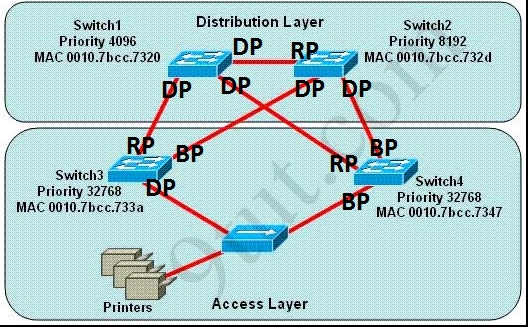 Distribution Layer
Switch1
Priority 4096
MAC 0010.7bcc.7320
Switch2
Priority 8192
MAC 0010.7bcc.732d
DP
RP
DP
DP
DP
DP
RP
BP
RP
BP
Switch3
Priority 32768
MAC 0010.7bcc.733a
DP
BP
Switch4
Priority 32768
MAC 0010.7bcc.7347
Printers
Access Layer
9tut.com